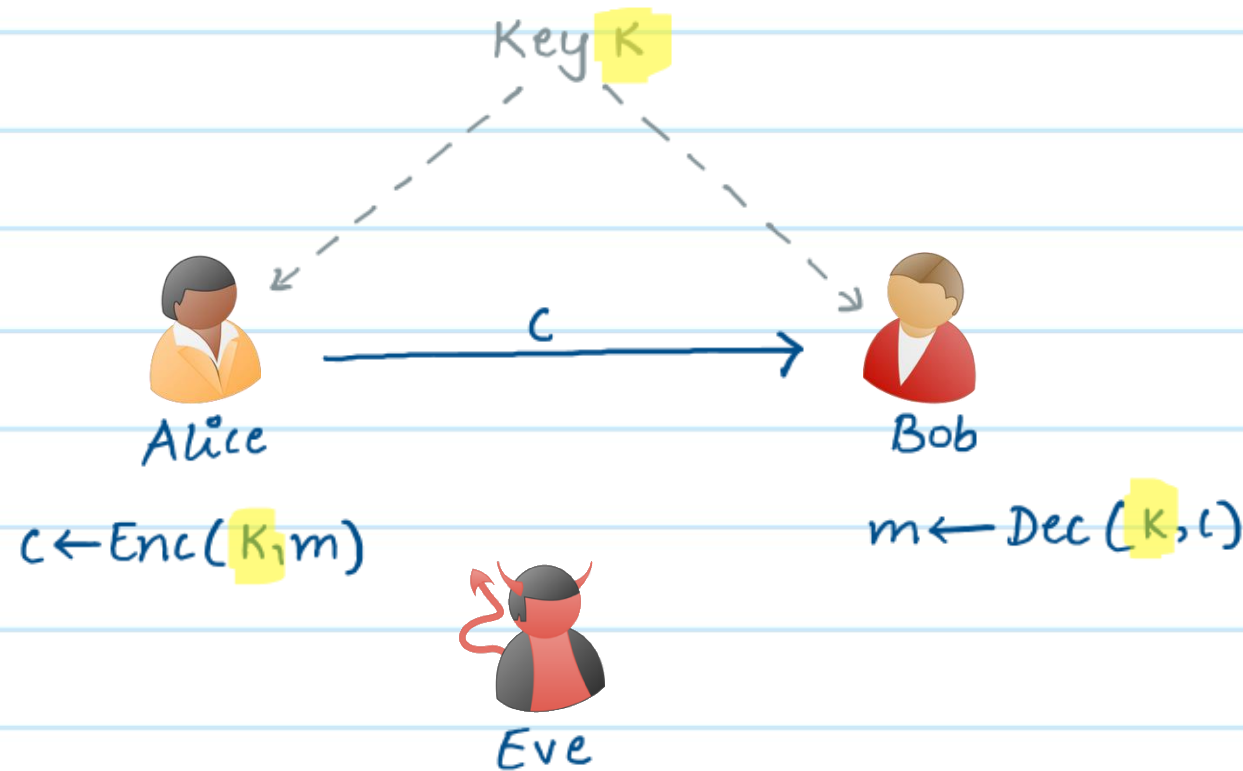 Key K
C
Alice
Bob
C ← Enc(K,m)
m ← Dec(K,c)
Eve